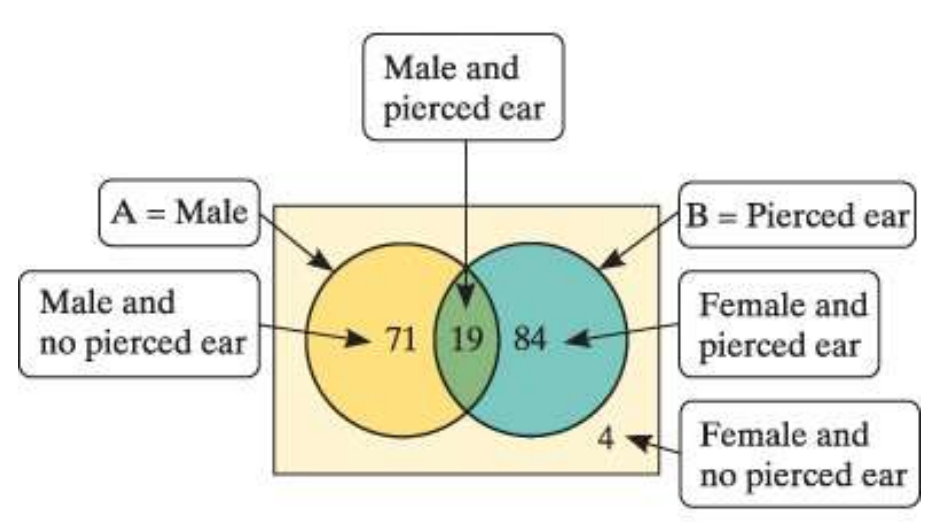 Male and
pierced ear
A = Male
B = Pierced ear
Male and
no pierced ear
71
19
84
Female and
pierced ear
4
Female and
no pierced ear